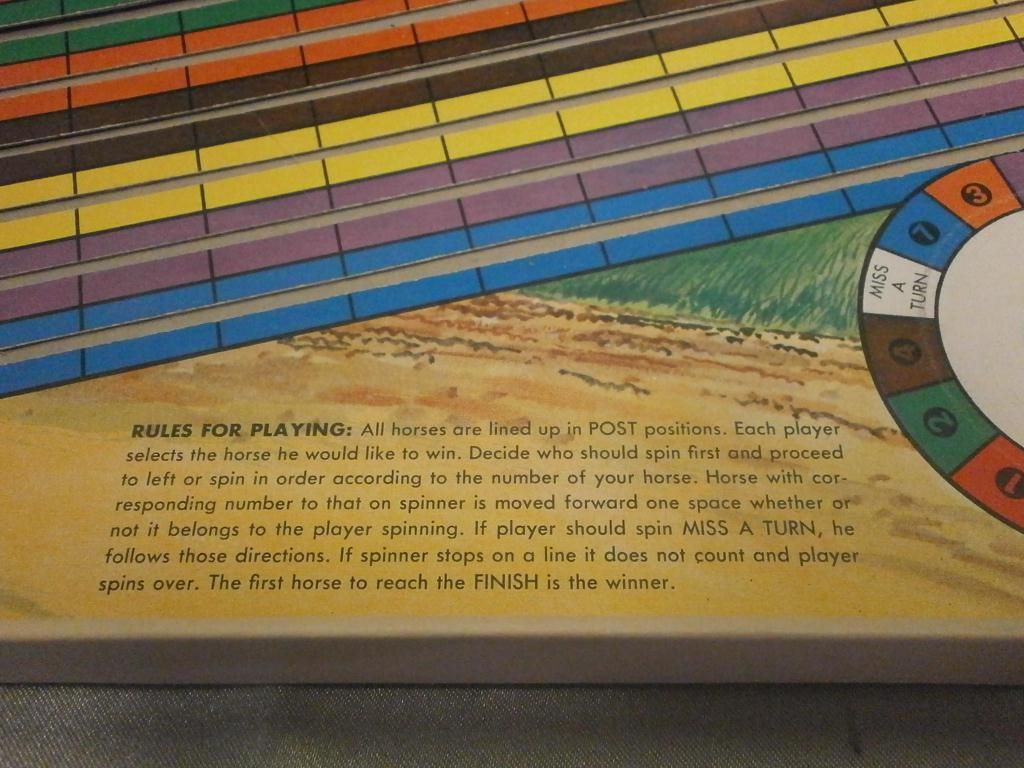 3
7
MISS
A
TURN
4
2
1
RULES FOR PLAYING: All horses are lined up in POST positions. Each player
selects the horse he would like to win. Decide who should spin first and proceed
to left or spin in order according to the number of your horse. Horse with cor-
responding number to that on spinner is moved forward one space whether or
not it belongs to the player spinning. If player should spin MISS A TURN, he
follows those directions. If spinner stops on a line it does not count and player
spins over. The first horse to reach the FINISH is the winner.